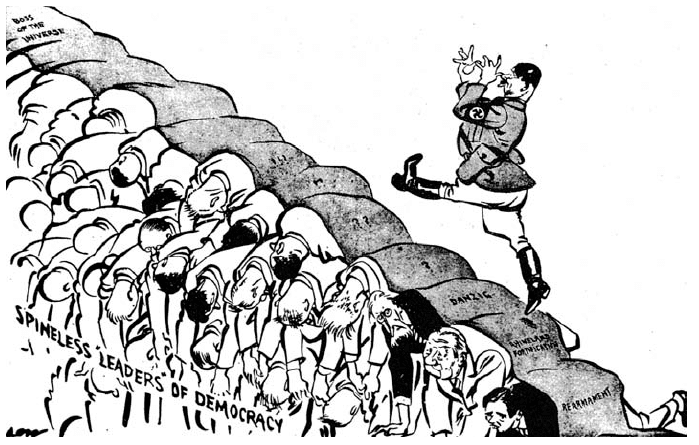 BOSS
OF THE
UNIVERSE
!!!
??
?
DANZIG
RHINELAND
FORTIFICATION
REARMAMENT
SPINELESS "LEADERS" OF DEMOCRACY
LOW